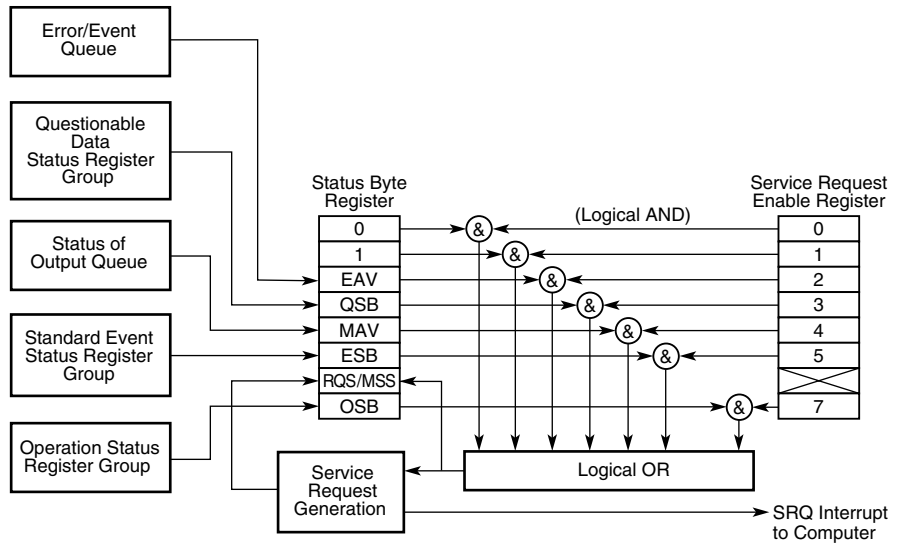 Error/Event
Queue
Questionable
Data
Status Register
Group
Status of
Output Queue
Standard Event
Status Register
Group
Operation Status
Register Group
Status Byte
Register
0
1
EAV
QSB
MAV
ESB
RQS/MSS
OSB
&
&
&
&
&
&
&
(Logical AND)
Service Request
Enable Register
0
1
2
3
4
5
7
Logical OR
Service
Request
Generation
SRQ Interrupt
to Computer